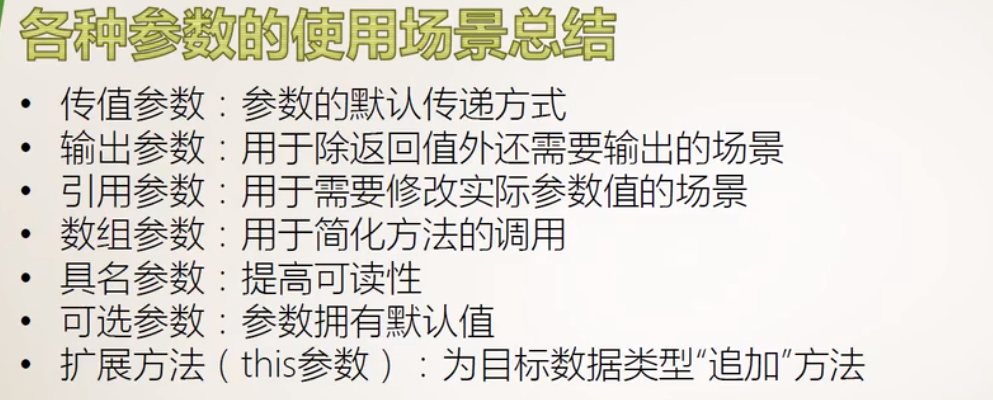 各种参数的使用场景总结
• 传值参数：参数的默认传递方式
• 输出参数：用于除返回值外还需要输出的场景
• 引用参数：用于需要修改实际参数值的场景
• 数组参数：用于简化方法的调用
• 具名参数：提高可读性
• 可选参数：参数拥有默认值
• 扩展方法（this参数）：为目标数据类型“追加”方法